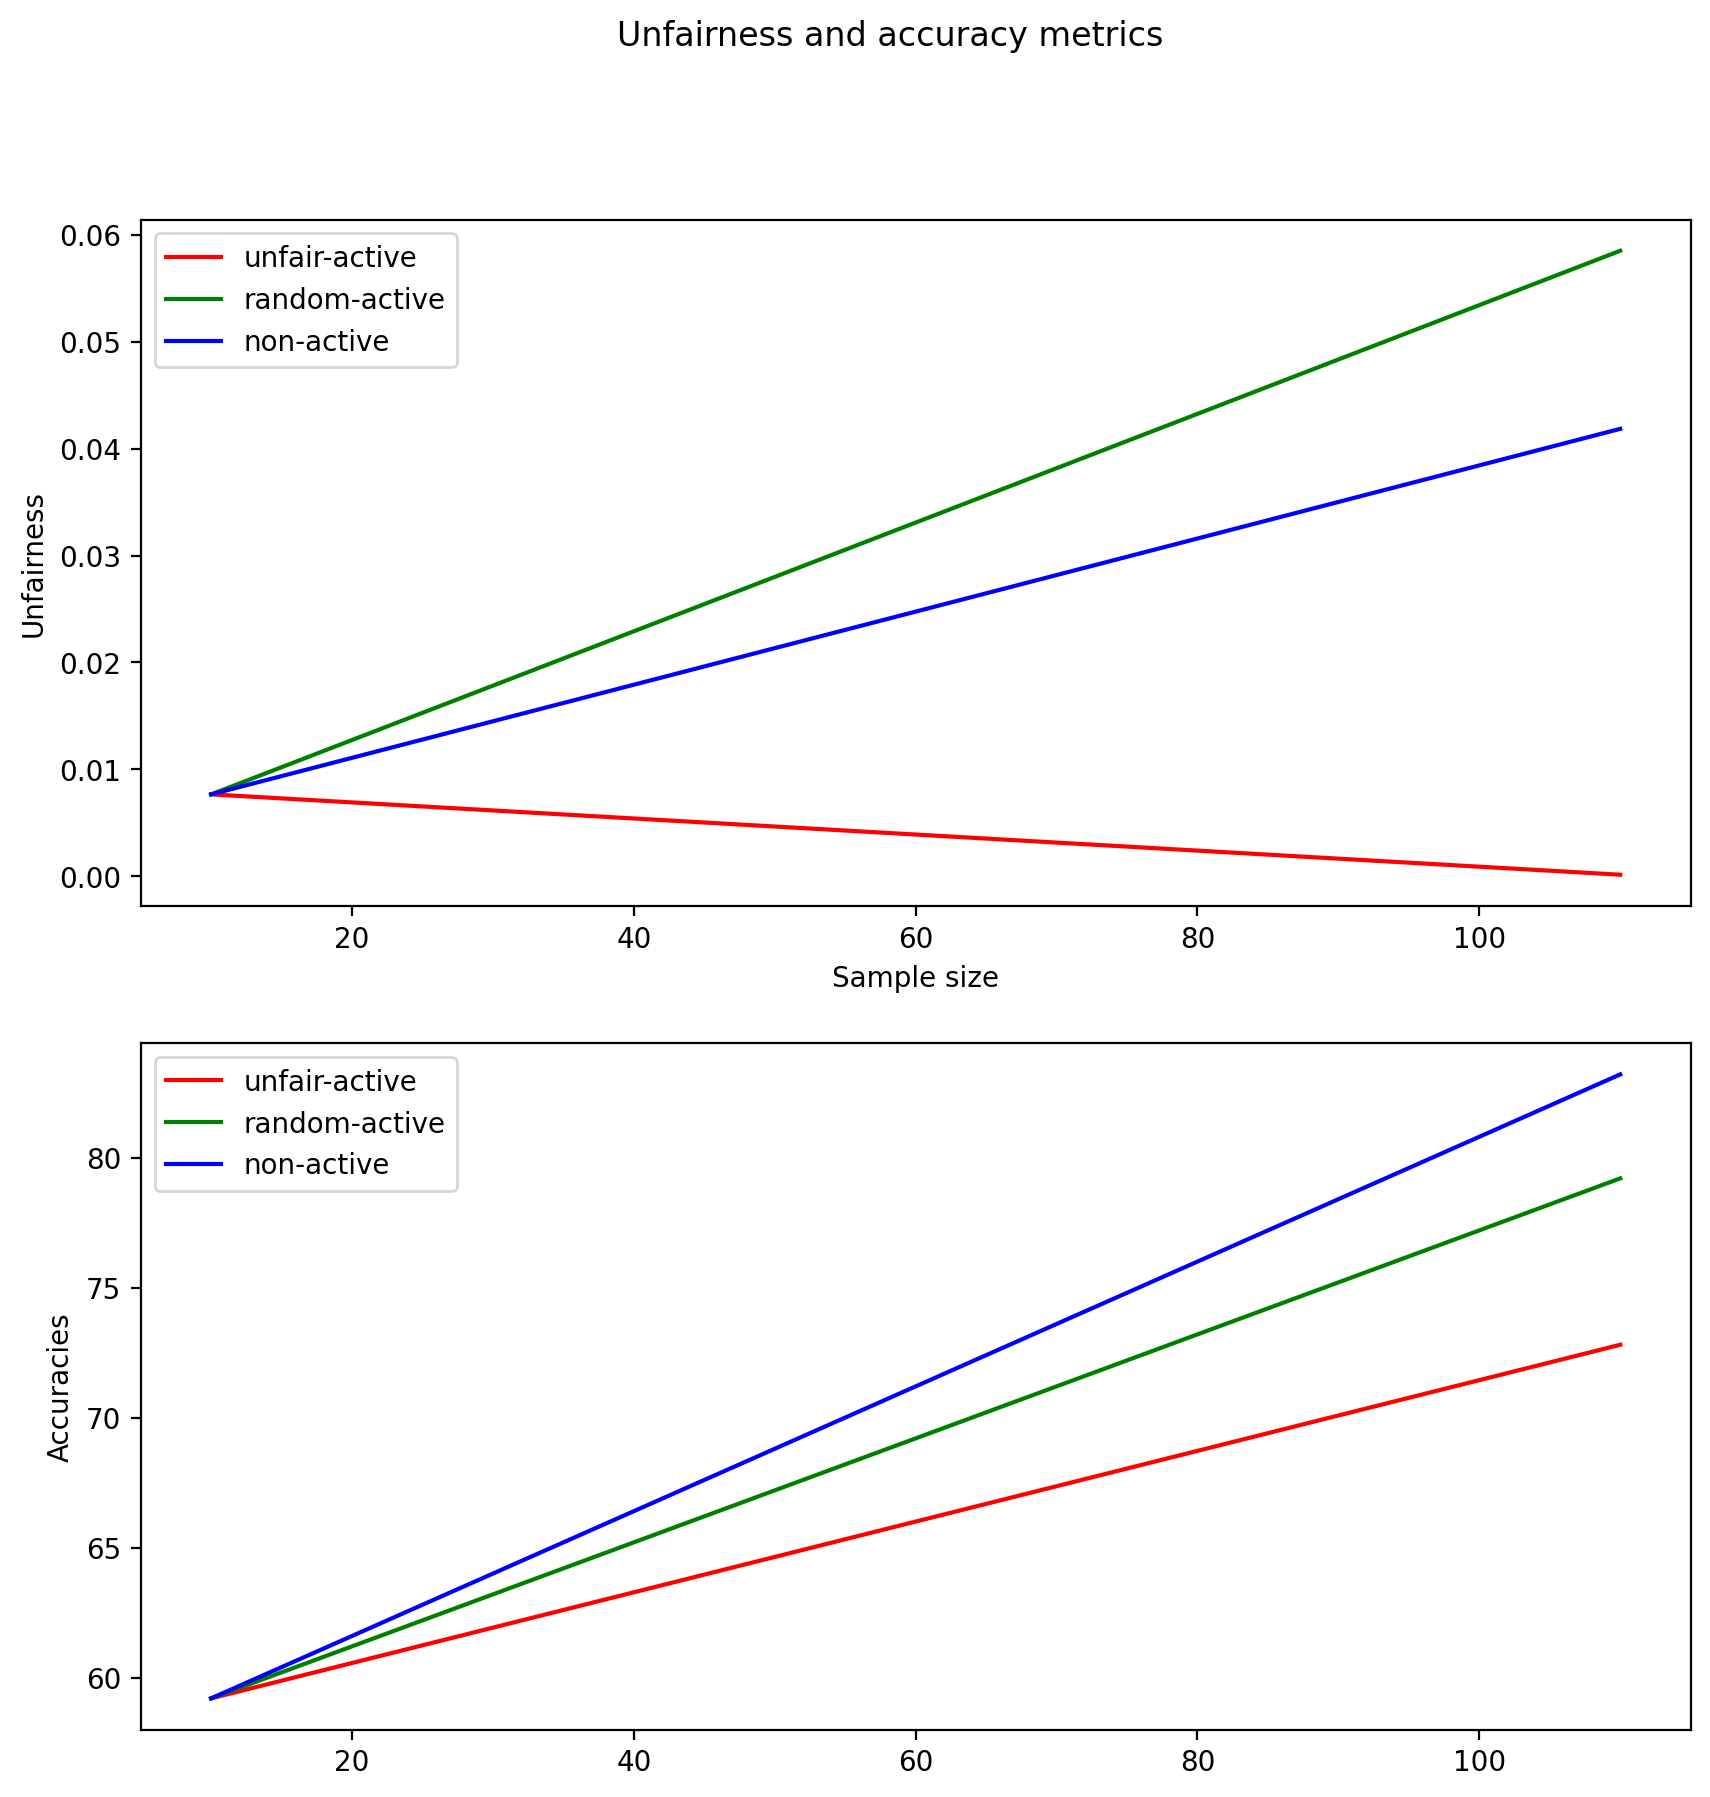 Unfairness and accuracy metrics
0.06
0.05
0.04
0.03
0.02
0.01
0.00
Unfairness
unfair-active
random-active
non-active
20 40 60 80 100
Sample size
80
75
70
65
60
Accuracies
unfair-active
random-active
non-active
20 40 60 80 100